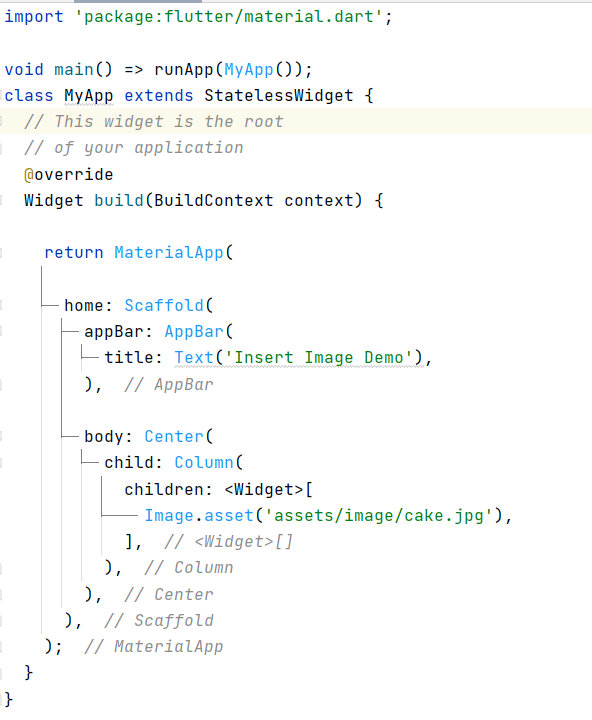 import 'package:flutter/material.dart';
void main() => runApp(MyApp());
class MyApp extends StatelessWidget {
// This widget is the root
// of your application
@override
Widget build(BuildContext context) {
return MaterialApp(
home: Scaffold(
appBar: AppBar(
title: Text('Insert Image Demo'),
), // AppBar
body: Center(
child: Column(
children: <Widget>[
Image.asset('assets/image/cake.jpg'),
], // <Widget>[]
), // Column
), // Center
), // Scaffold
); // MaterialApp
}
}